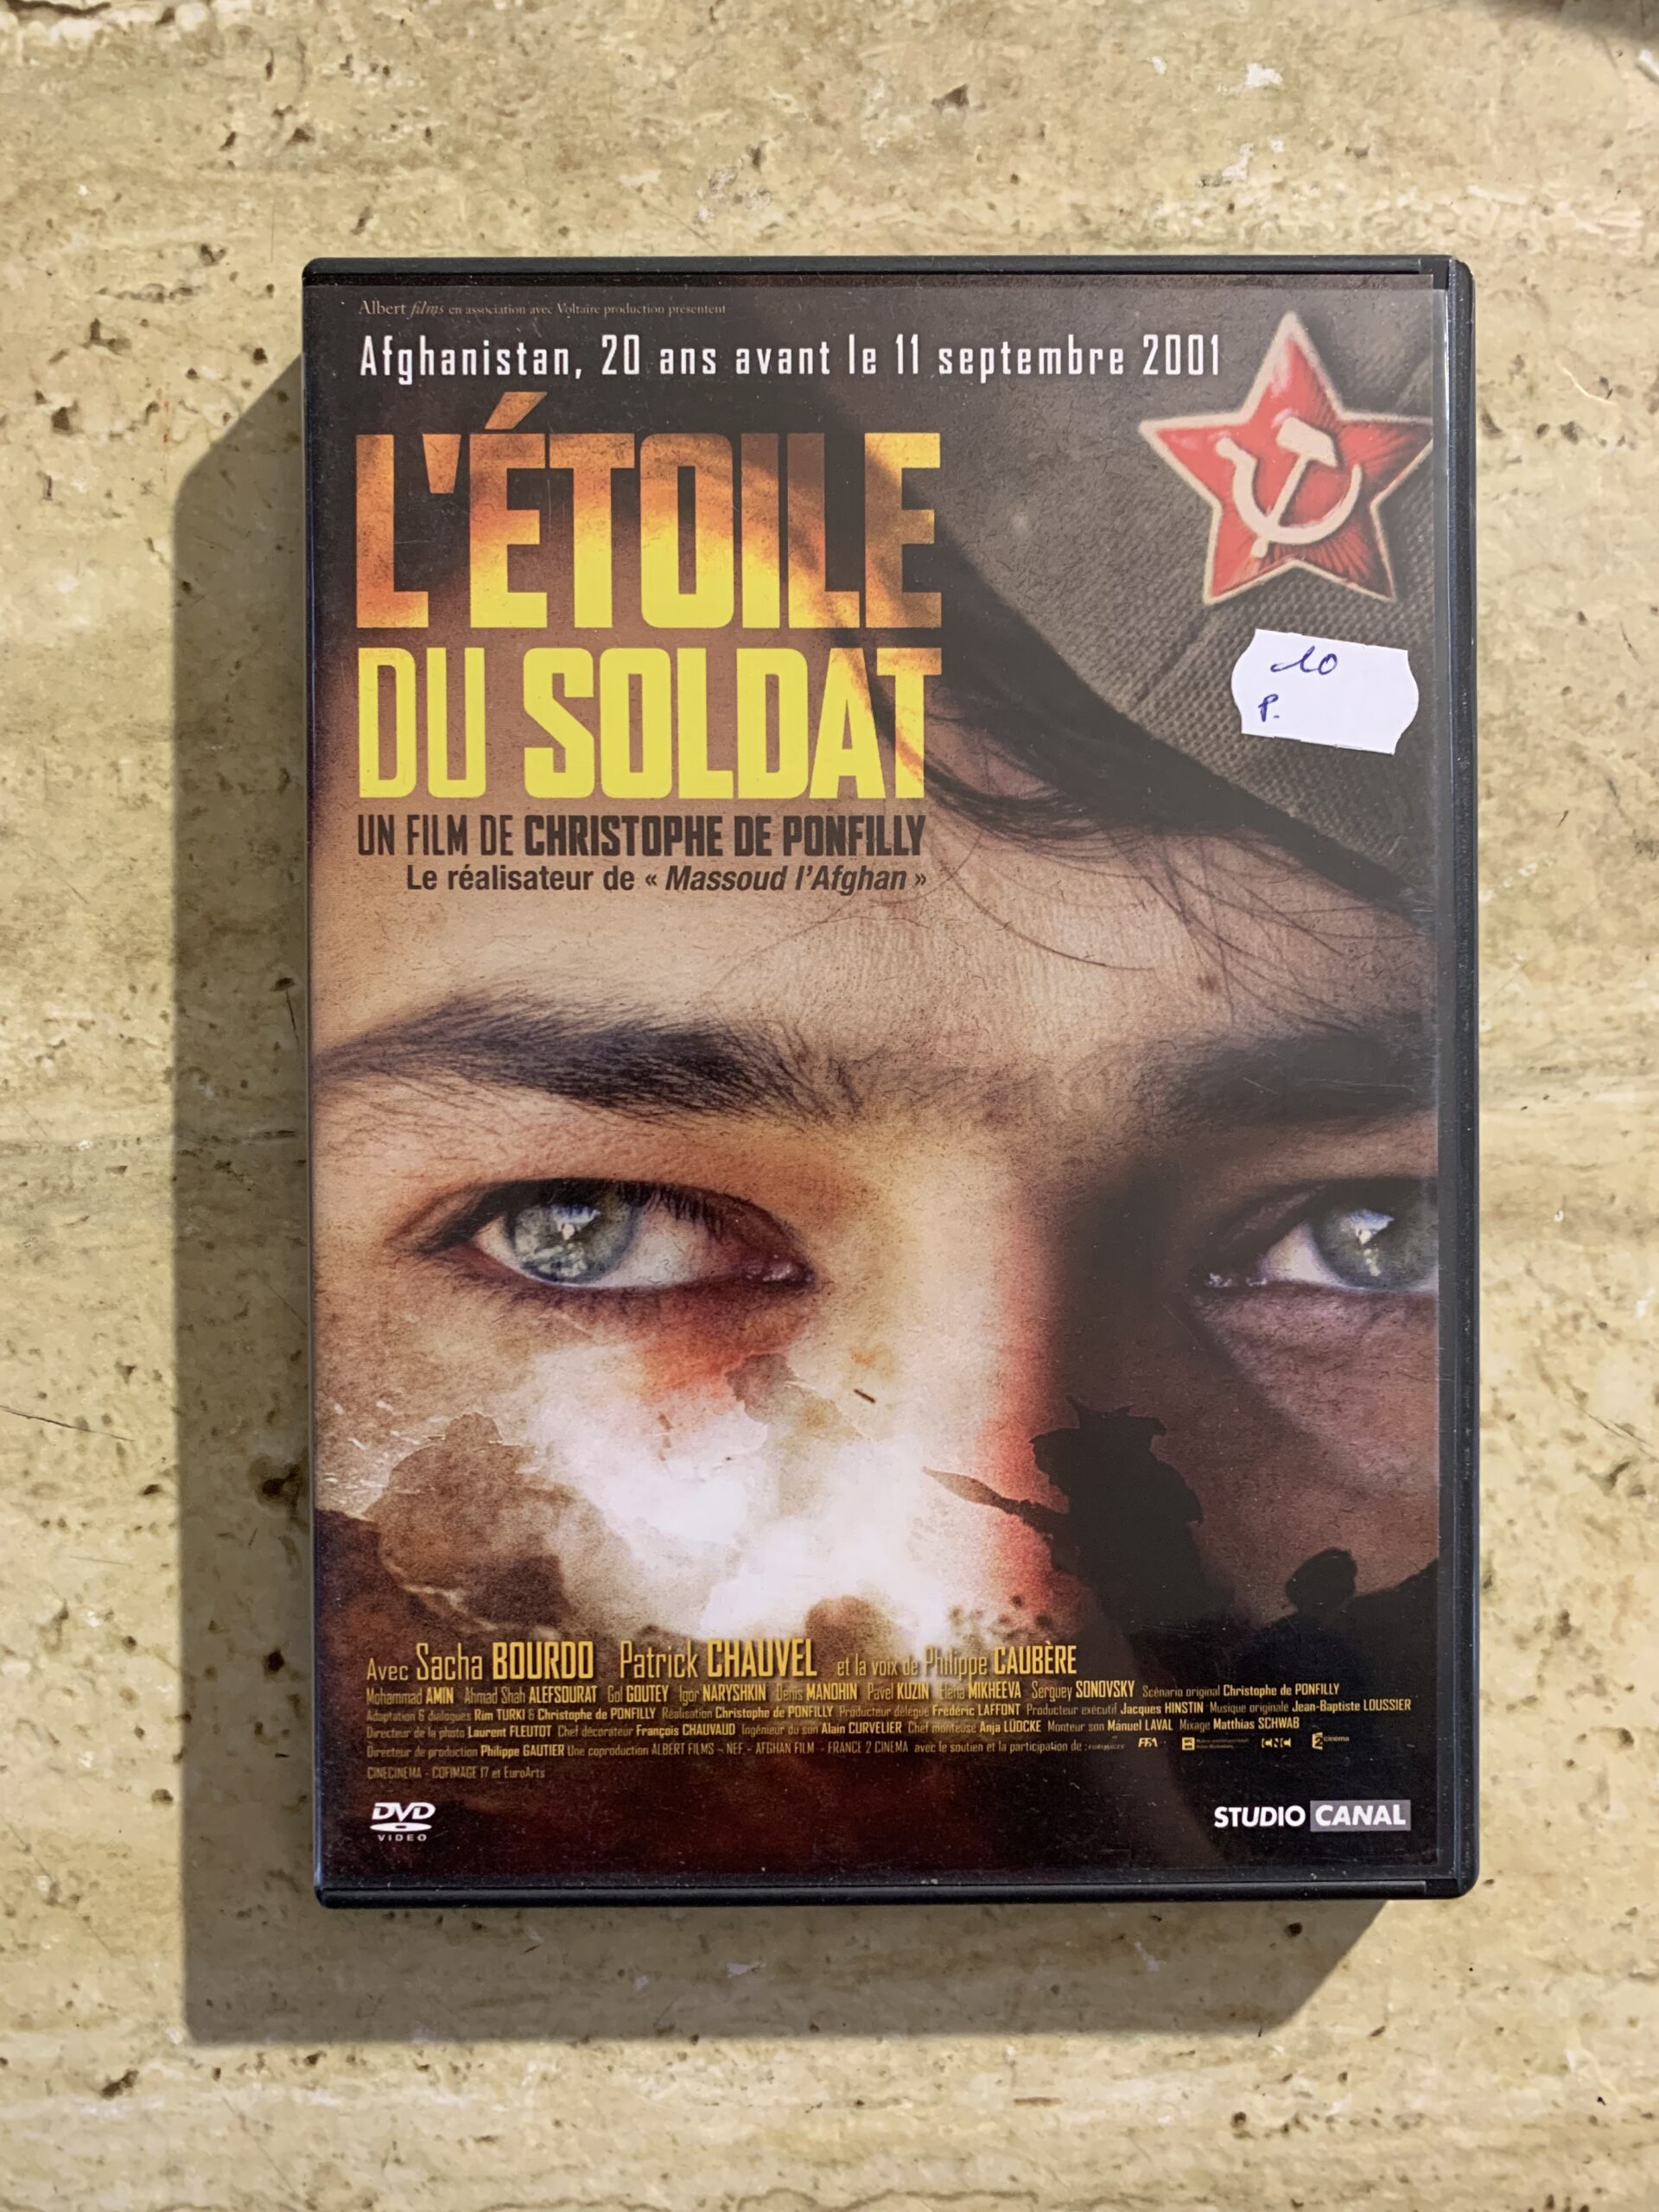 Albert films en association avec Voltaire production présentent
Afghanistan, 20 ans avant le 11 septembre 2001
L'ÉTOILE
DU SOLDAT
UN FILM DE CHRISTOPHE DE PONFILLY
Le réalisateur de « Massoud l'Afghan »
10
P.
Avec Sacha BOURDO Patrick CHAUVEL et la voix de Philippe CAUBÈRE
Mohammad AMIN Ahmad Shah ALEFSOURAT Gol GOUTEY Igor NARYSHKIN Denis MANOHIN Pavel KUZIN Elena MIKHEEVA Serguey SONOVSKY Scénario original Christophe de PONFILLY
Adaptation & dialogues Rim TURKI & Christophe de PONFILLY Réalisation Christophe de PONFILLY Producteur délégué Frédéric LAFFONT Producteur exécutif Jacques HINSTIN Musique originale Jean-Baptiste LOUSSIER
Directeur de la photo Laurent FLEUTOT Chef décorateur François CHAUVAUD Ingénieur du son Alain CURVELIER Chef monteuse Anja LÜDCKE Monteur son Manuel LAVAL Mixage Matthias SCHWAB
Directeur de production Philippe GAUTIER Une coproduction ALBERT FILMS - NEF - AFGHAN FILM - FRANCE 2 CINEMA avec le soutien et la participation de : FFA CNC 2 cinéma
CINECINEMA - COFIMAGE 17 et EuroArts
DVD
VIDEO
STUDIO CANAL